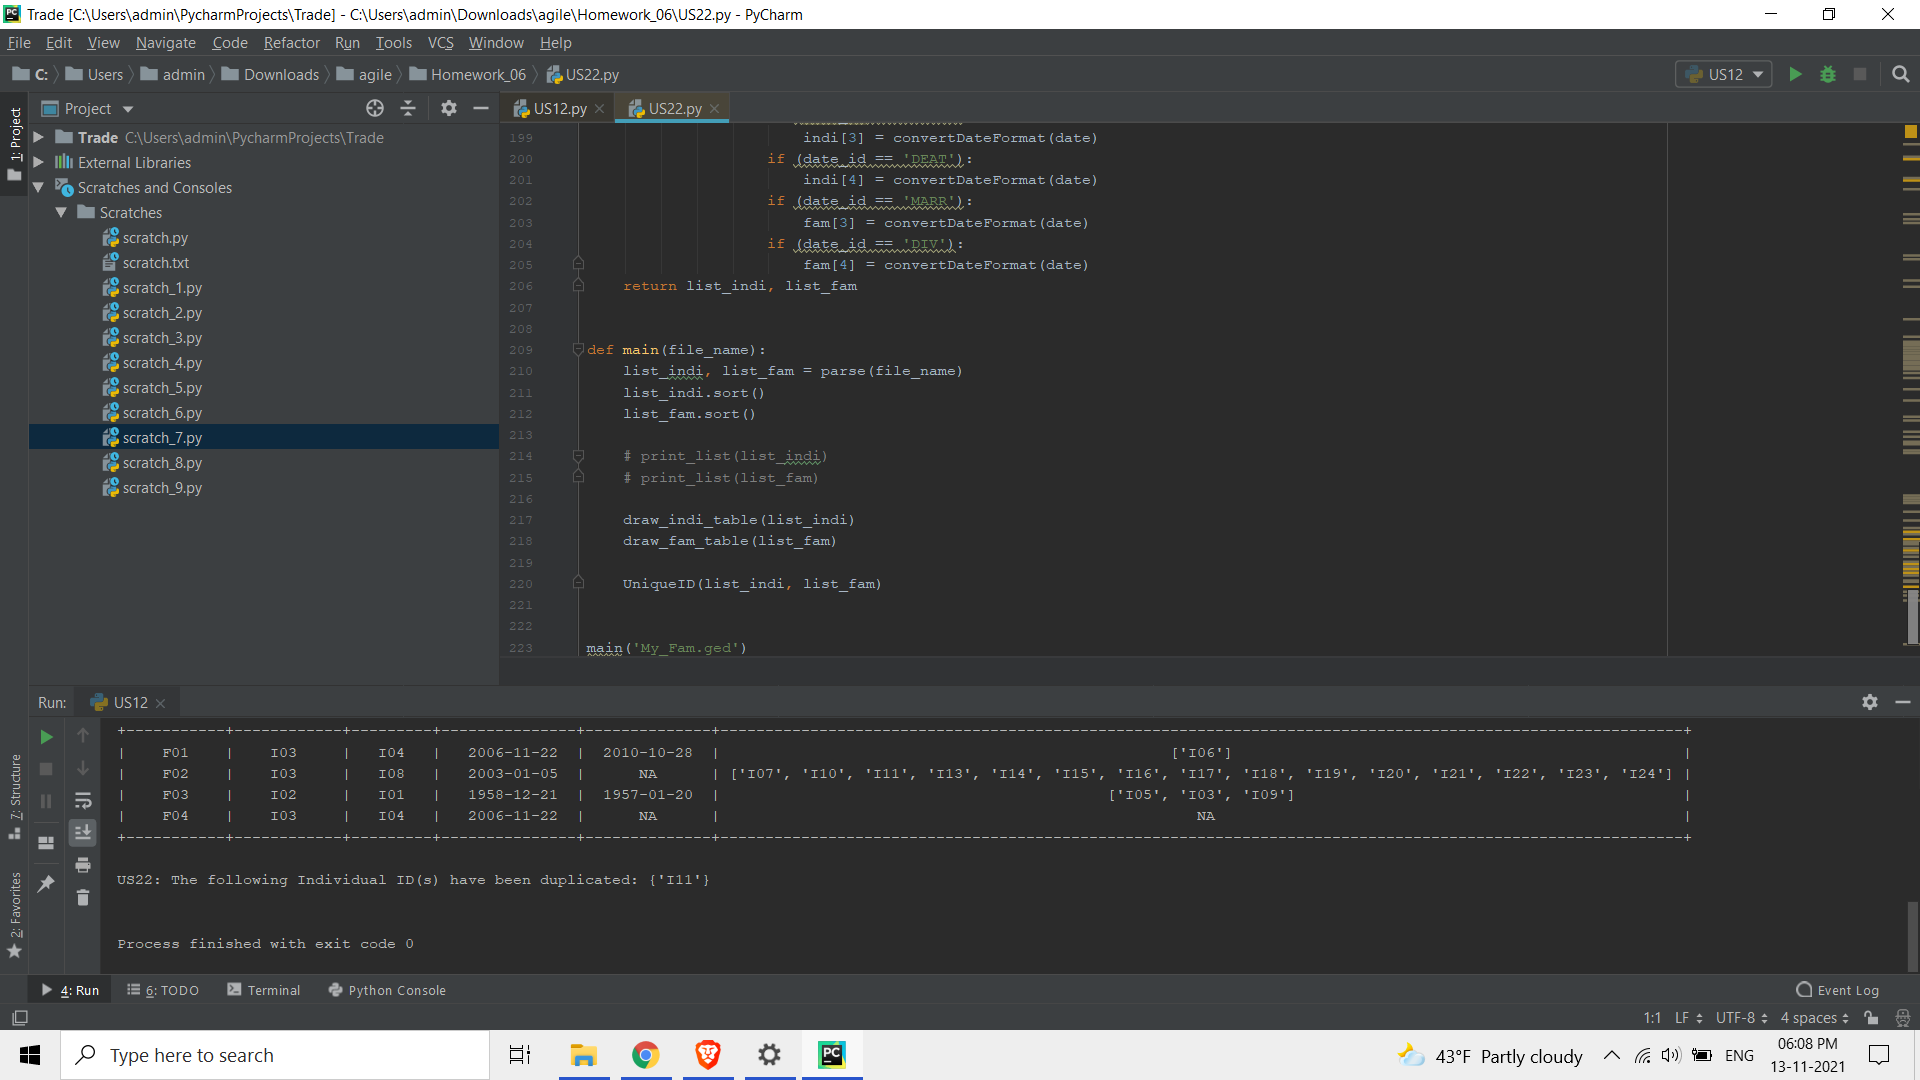 Trade [C:\Users\admin\PycharmProjects\Trade] - C:\Users\admin\Downloads\agile\Homework_06\US22.py - PyCharm
File Edit View Navigate Code Refactor Run Tools VCS Window Help
C: Users admin Downloads agile Homework_06 US22.py
US12
1: Project
Project
Trade C:\Users\admin\PycharmProjects\Trade
External Libraries
Scratches and Consoles
Scratches
scratch.py
scratch.txt
scratch_1.py
scratch_2.py
scratch_3.py
scratch_4.py
scratch_5.py
scratch_6.py
scratch_7.py
scratch_8.py
scratch_9.py
US12.py US22.py
199 indi[3] = convertDateFormat(date)
200 if (date_id == 'DEAT'):
201 indi[4] = convertDateFormat(date)
202 if (date_id == 'MARR'):
203 fam[3] = convertDateFormat(date)
204 if (date_id == 'DIV'):
205 fam[4] = convertDateFormat(date)
206 return list_indi, list_fam
207
208
209 def main(file_name):
210 list_indi, list_fam = parse(file_name)
211 list_indi.sort()
212 list_fam.sort()
213
214 # print_list(list_indi)
215 # print_list(list_fam)
216
217 draw_indi_table(list_indi)
218 draw_fam_table(list_fam)
219
220 UniqueID(list_indi, list_fam)
221
222
223 main('My_Fam.ged')
Run: US12
| F01 | I03 | I04 | 2006-11-22 | 2010-10-28 | ['I06'] |
| F02 | I03 | I08 | 2003-01-05 | NA | ['I07', 'I10', 'I11', 'I13', 'I14', 'I15', 'I16', 'I17', 'I18', 'I19', 'I20', 'I21', 'I22', 'I23', 'I24'] |
| F03 | I02 | I01 | 1958-12-21 | 1957-01-20 | ['I05', 'I03', 'I09'] |
| F04 | I03 | I04 | 2006-11-22 | NA | NA |
US22: The following Individual ID(s) have been duplicated: {'I11'}
Process finished with exit code 0
7: Structure
2: Favorites
4: Run 6: TODO Terminal Python Console Event Log
1:1 LF UTF-8 4 spaces
Type here to search
PC
43°F Partly cloudy
ENG
06:08 PM
13-11-2021